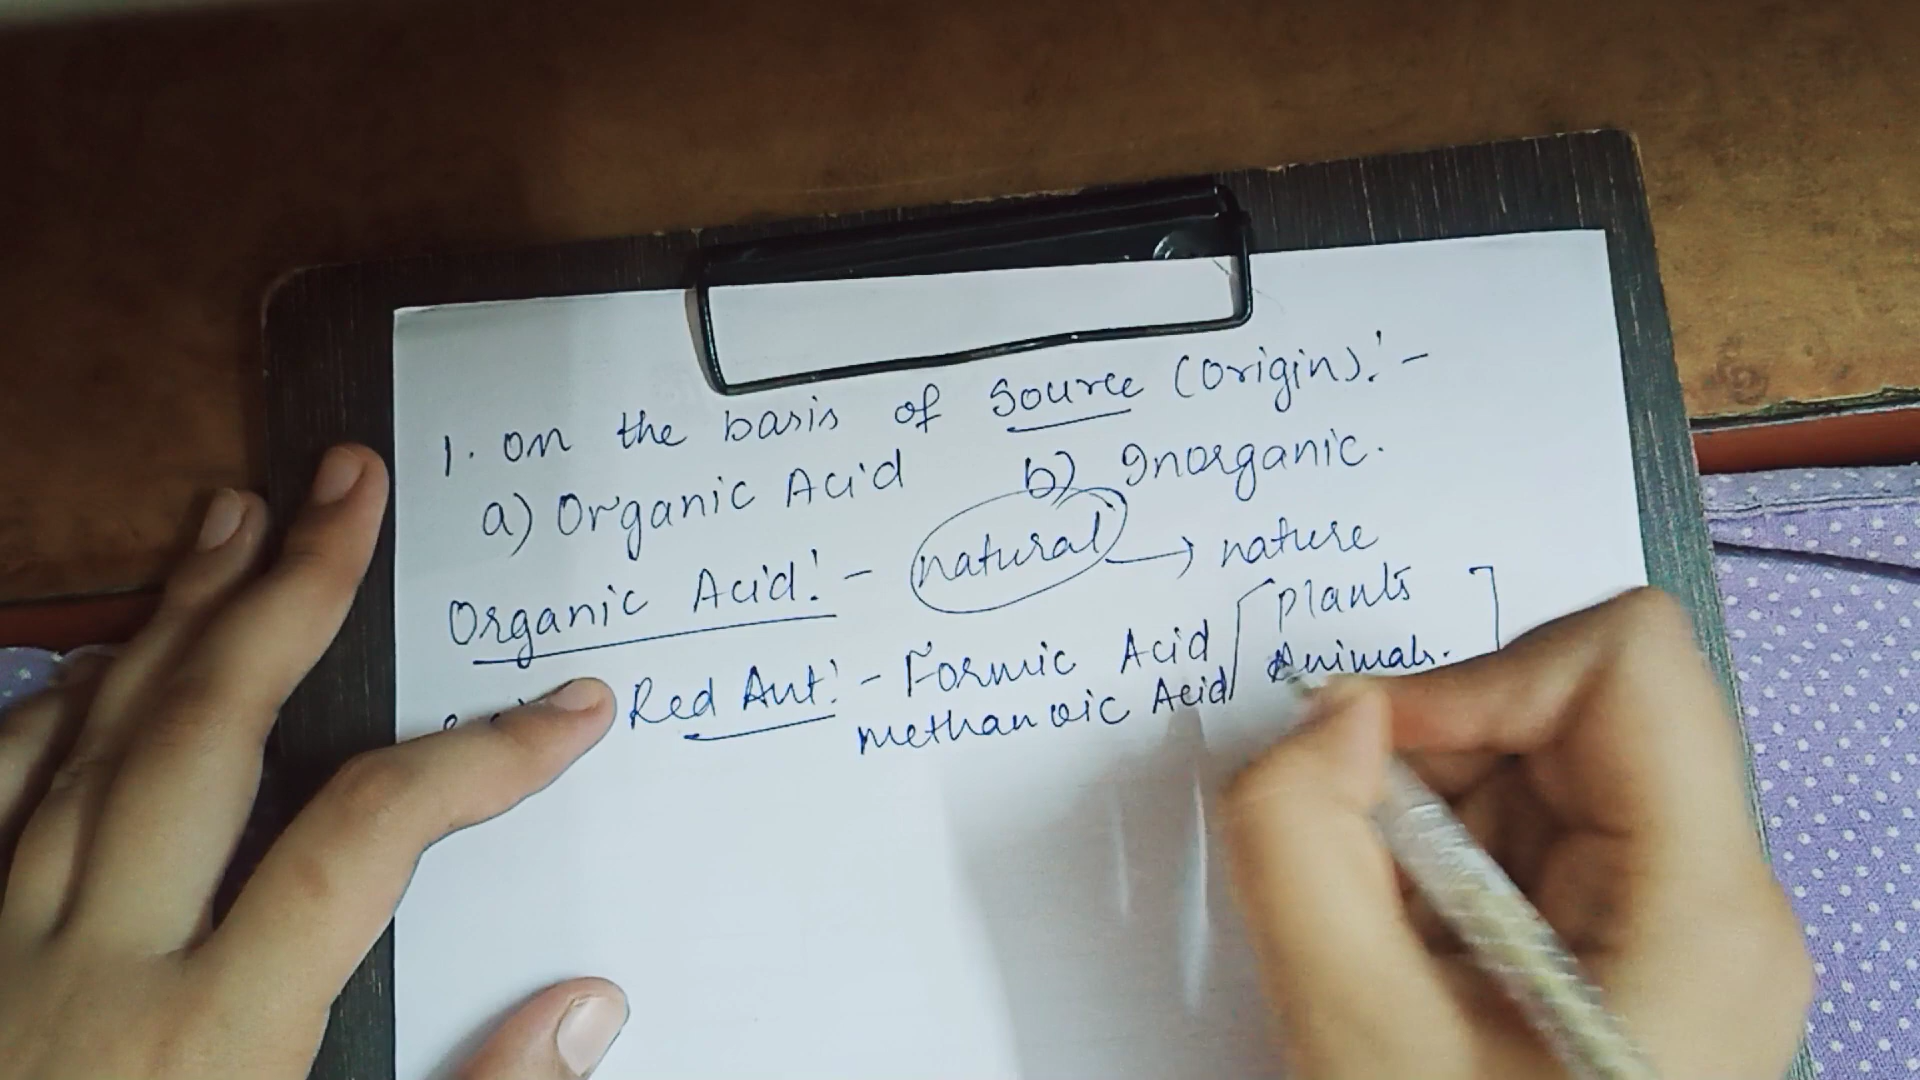 1. on the basis of Source (Origin):-
a) Organic Acid b) Inorganic.
Organic Acid:- natural → nature
Plants
Animals.
Red Ant:- Formic Acid
methanoic Acid